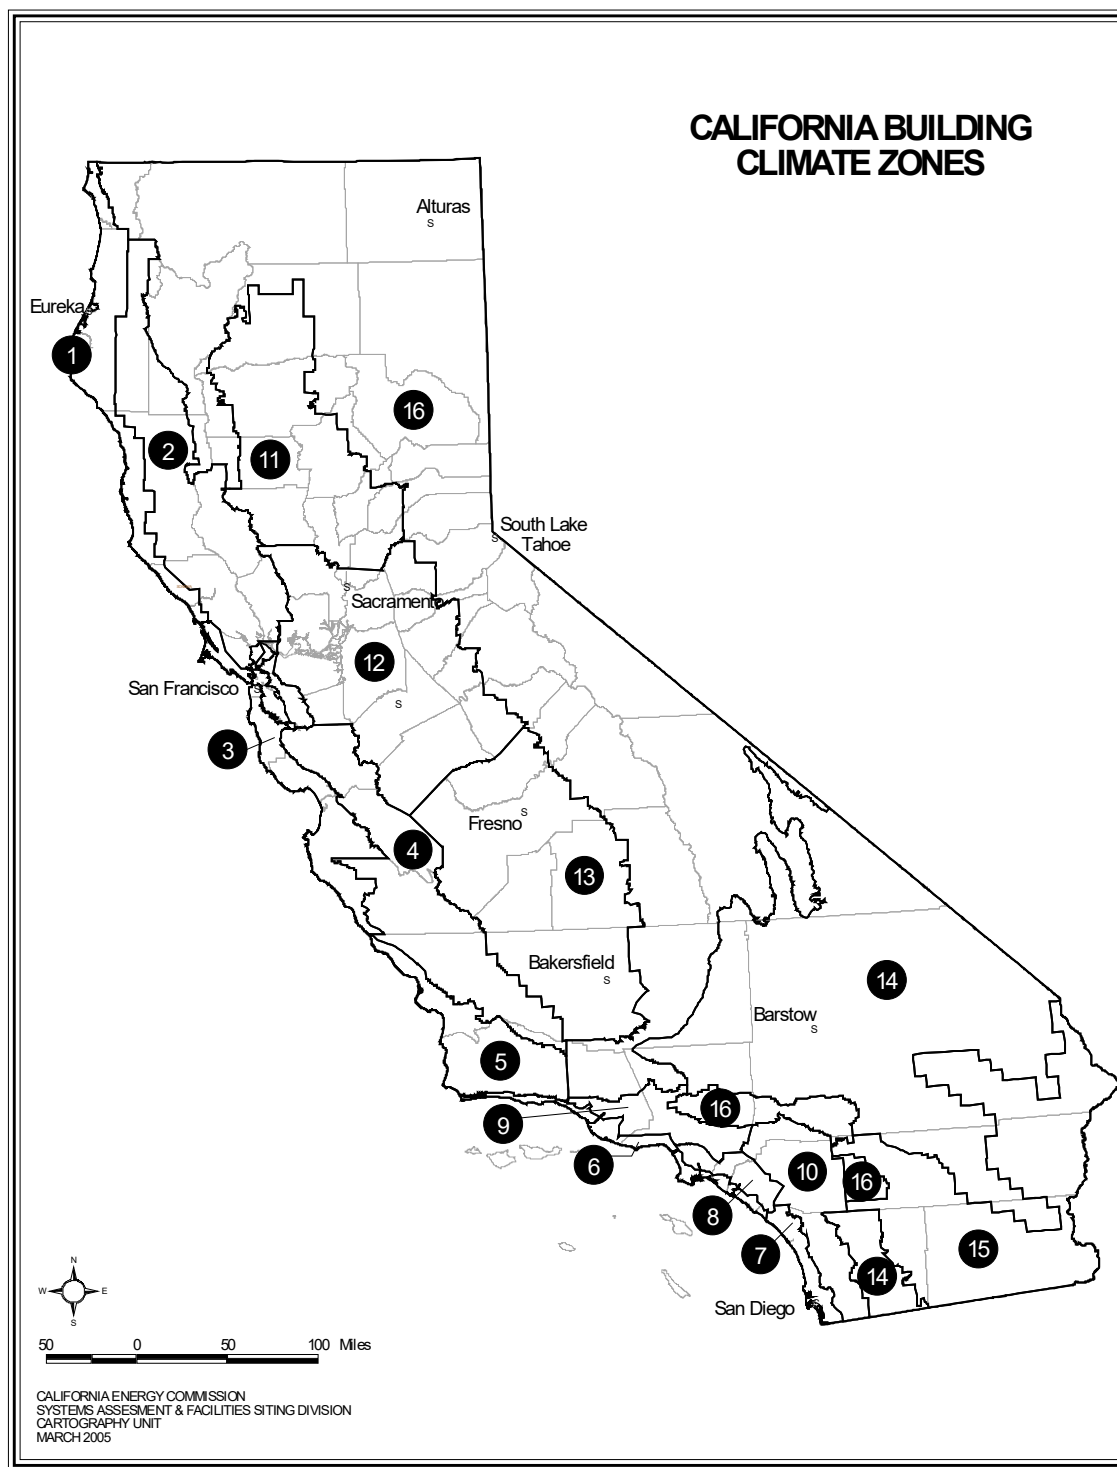 CALIFORNIA BUILDING
CLIMATE ZONES
Alturas
S
Eureka
S
1
16
2
11
South Lake
Tahoe
S
S
Sacramento
12
San Francisco
S
S
3
Fresno
S
4
13
Bakersfield
S
14
Barstow
S
5
16
9
6
10
16
8
7
15
14
San Diego
S
N
W
E
S
50
0
50
100 Miles
CALIFORNIA ENERGY COMMISSION
SYSTEMS ASSESMENT & FACILITIES SITING DIVISION
CARTOGRAPHY UNIT
MARCH 2005